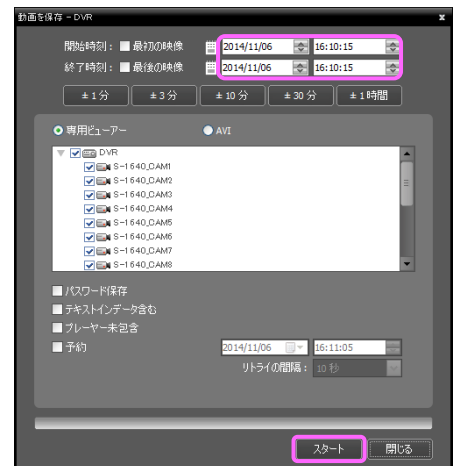 動画を保存 - DVR x
開始時刻： 最初の映像 2014/11/06 16:10:15
終了時刻： 最後の映像 2014/11/06 16:10:15
±1分 ±3分 ±10分 ±30分 ±1時間
専用ビューアー AVI
DVR
S-1640_CAM1
S-1640_CAM2
S-1640_CAM3
S-1640_CAM4
S-1640_CAM5
S-1640_CAM6
S-1640_CAM7
S-1640_CAM8
パスワード保存
テキストインデータ含む
プレーヤー未包含
予約 2014/11/06 16:11:05
リトライの間隔： 10 秒
スタート 閉じる